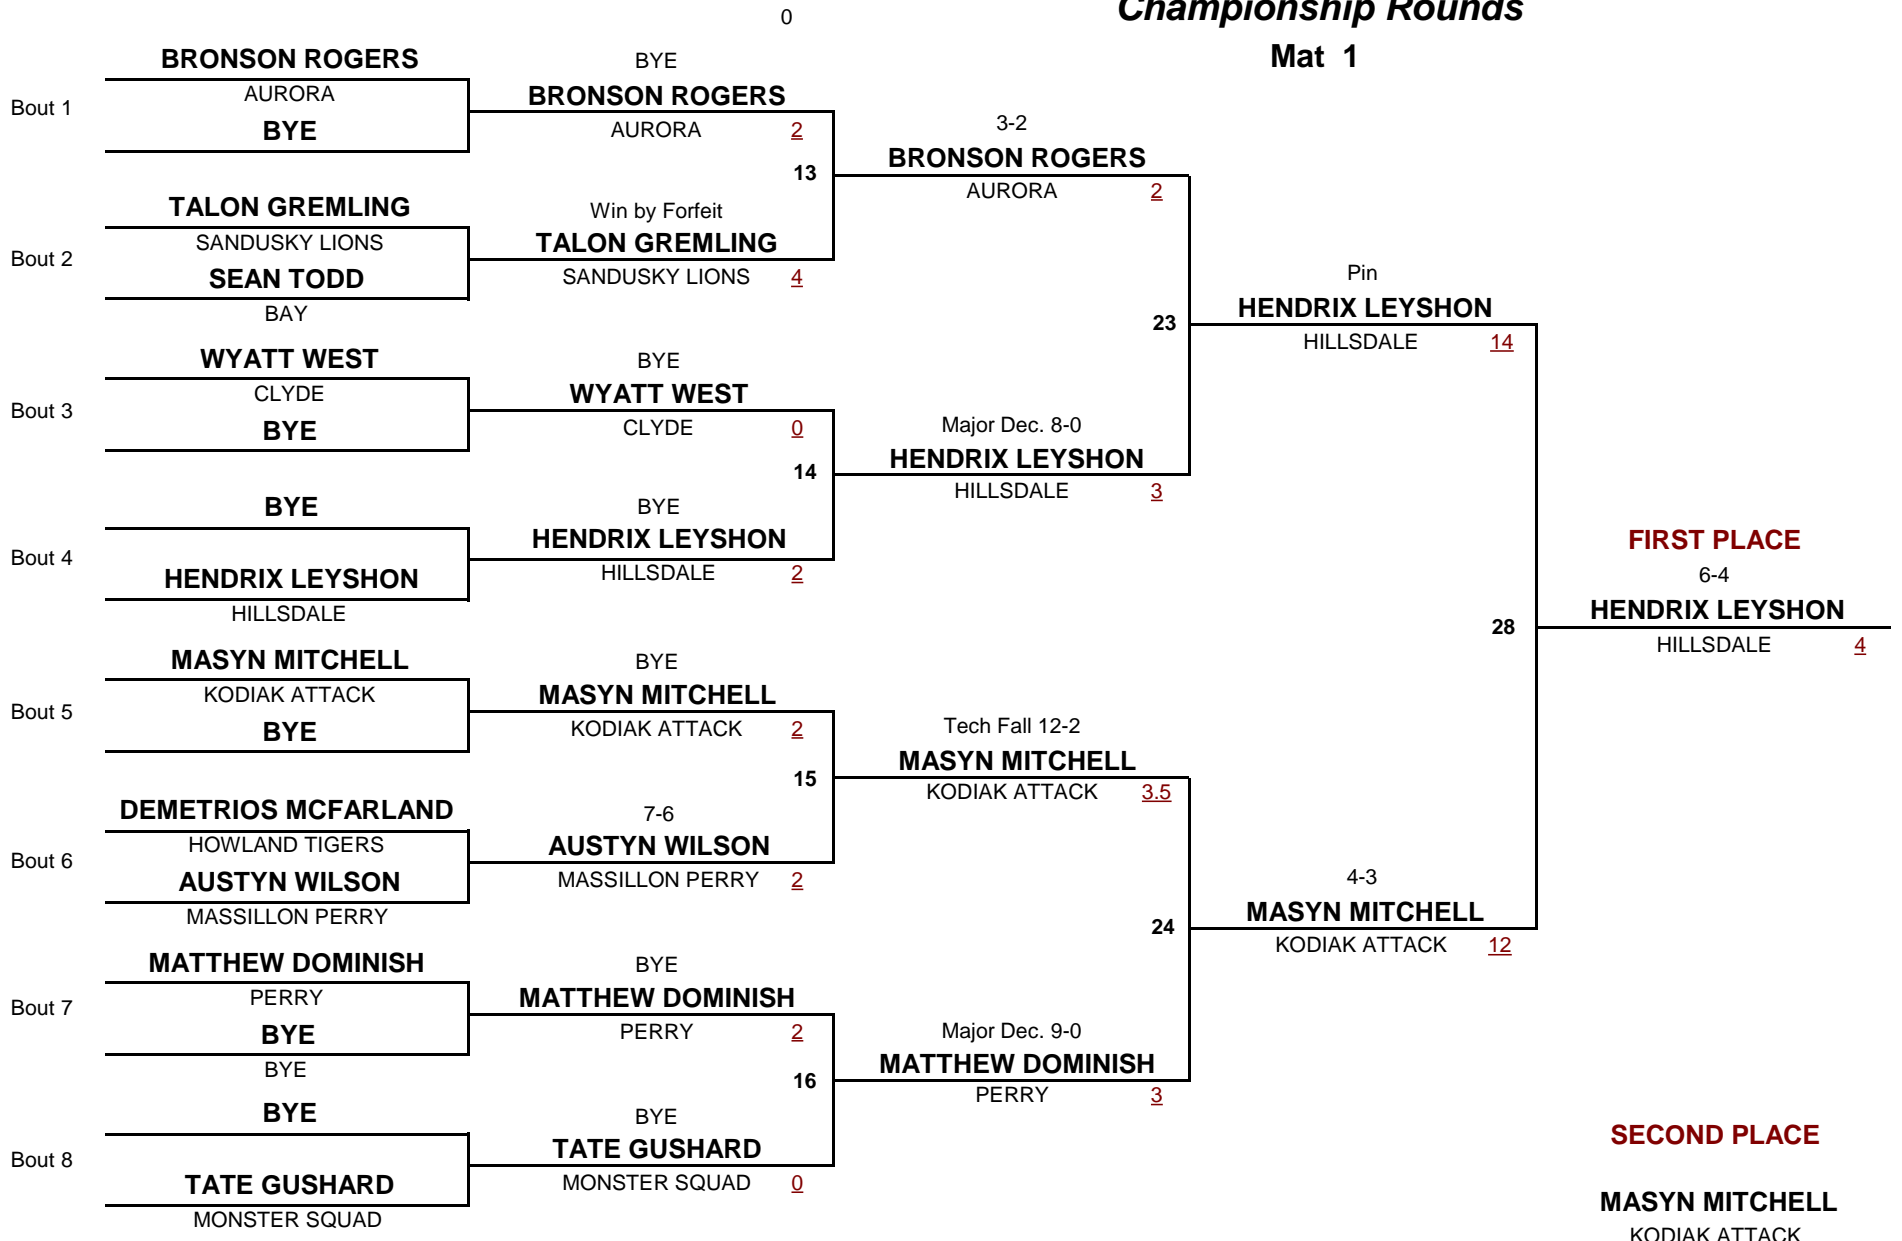 0
Championship Rounds
Mat 1
Bout 1
BRONSON ROGERS
AURORA
BYE
Bout 2
TALON GREMLING
SANDUSKY LIONS
SEAN TODD
BAY
Bout 3
WYATT WEST
CLYDE
BYE
Bout 4
BYE
HENDRIX LEYSHON
HILLSDALE
Bout 5
MASYN MITCHELL
KODIAK ATTACK
BYE
Bout 6
DEMETRIOS MCFARLAND
HOWLAND TIGERS
AUSTYN WILSON
MASSILLON PERRY
Bout 7
MATTHEW DOMINISH
PERRY
BYE
BYE
Bout 8
BYE
TATE GUSHARD
MONSTER SQUAD
BYE
BRONSON ROGERS
AURORA 2
13
Win by Forfeit
TALON GREMLING
SANDUSKY LIONS 4
BYE
WYATT WEST
CLYDE 0
14
BYE
HENDRIX LEYSHON
HILLSDALE 2
BYE
MASYN MITCHELL
KODIAK ATTACK 2
15
7-6
AUSTYN WILSON
MASSILLON PERRY 2
BYE
MATTHEW DOMINISH
PERRY 2
16
BYE
TATE GUSHARD
MONSTER SQUAD 0
3-2
BRONSON ROGERS
AURORA 2
23
Major Dec. 8-0
HENDRIX LEYSHON
HILLSDALE 3
Tech Fall 12-2
MASYN MITCHELL
KODIAK ATTACK 3.5
24
Major Dec. 9-0
MATTHEW DOMINISH
PERRY 3
Pin
HENDRIX LEYSHON
HILLSDALE 14
28
4-3
MASYN MITCHELL
KODIAK ATTACK 12
FIRST PLACE
6-4
HENDRIX LEYSHON
HILLSDALE 4
SECOND PLACE
MASYN MITCHELL
KODIAK ATTACK